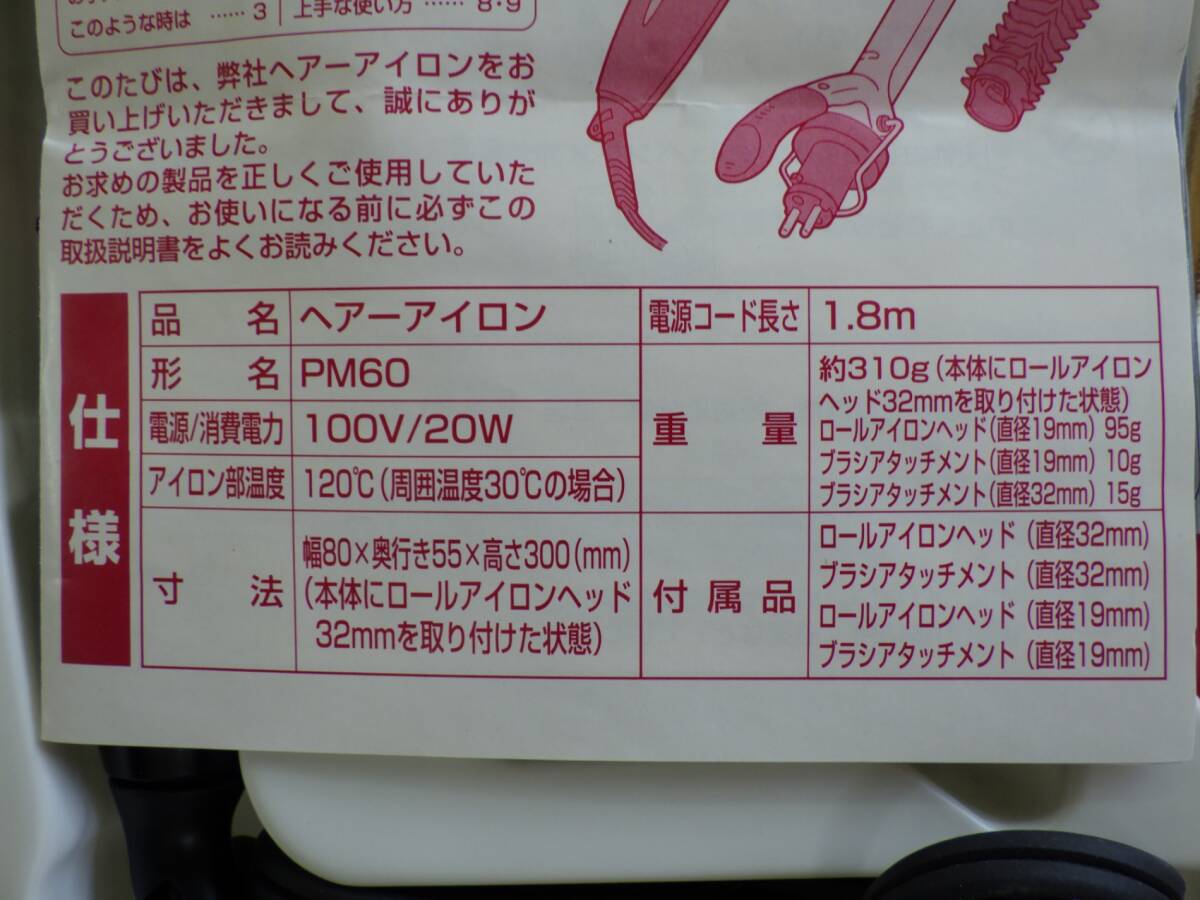 このような時は …… 3
上手な使い方 …… 8・9
このたびは、弊社ヘアーアイロンをお
買い上げいただきまして、誠にありが
とうございました。
お求めの製品を正しくご使用していた
だくため、お使いになる前に必ずこの
取扱説明書をよくお読みください。
仕様
品名 ヘアーアイロン
形名 PM60
電源/消費電力 100V/20W
アイロン部温度 120℃(周囲温度30℃の場合)
寸法 幅80×奥行き55×高さ300(mm)
(本体にロールアイロンヘッド
32mmを取り付けた状態)
電源コード長さ 1.8m
重量 約310g(本体にロールアイロン
ヘッド32mmを取り付けた状態)
ロールアイロンヘッド(直径19mm) 95g
ブラシアタッチメント(直径19mm) 10g
ブラシアタッチメント(直径32mm) 15g
付属品 ロールアイロンヘッド (直径32mm)
ブラシアタッチメント (直径32mm)
ロールアイロンヘッド (直径19mm)
ブラシアタッチメント (直径19mm)